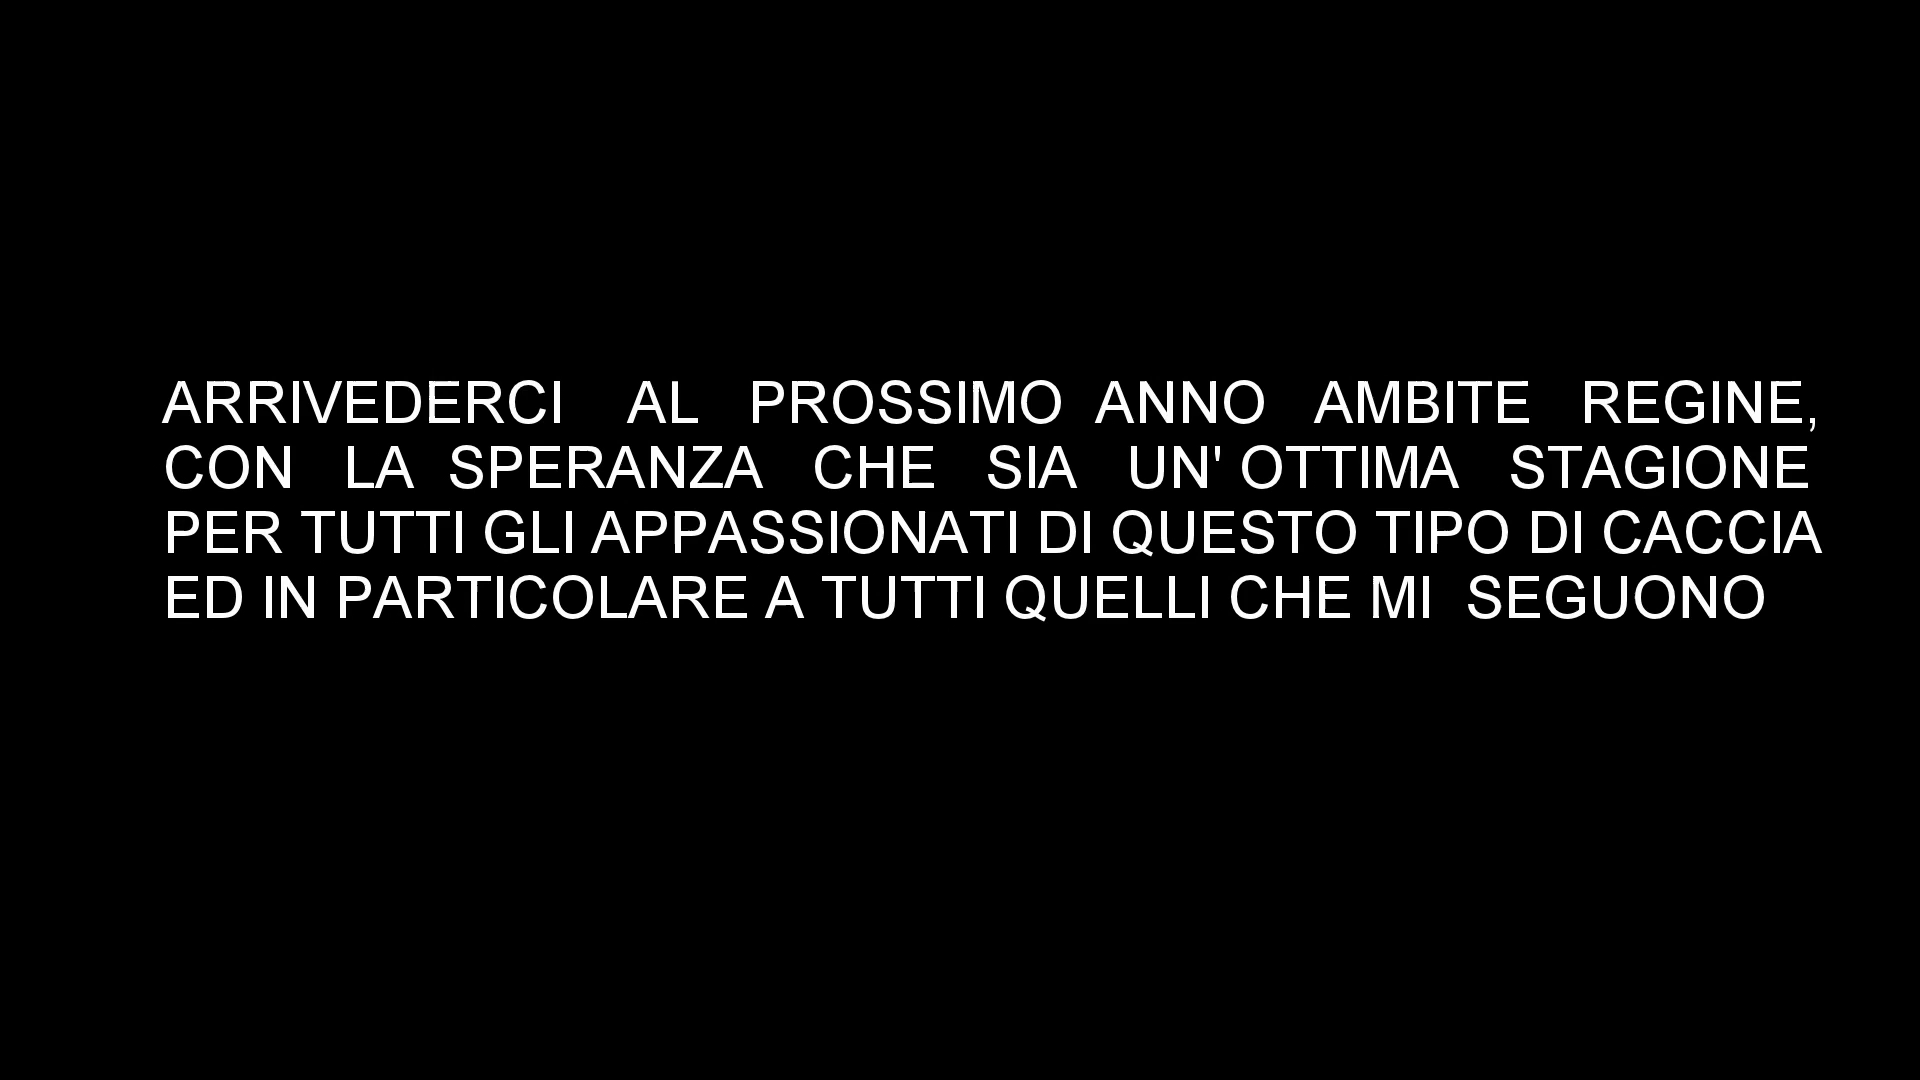 ARRIVEDERCI AL PROSSIMO ANNO AMBITE REGINE,
CON LA SPERANZA CHE SIA UN' OTTIMA STAGIONE
PER TUTTI GLI APPASSIONATI DI QUESTO TIPO DI CACCIA
ED IN PARTICOLARE A TUTTI QUELLI CHE MI SEGUONO